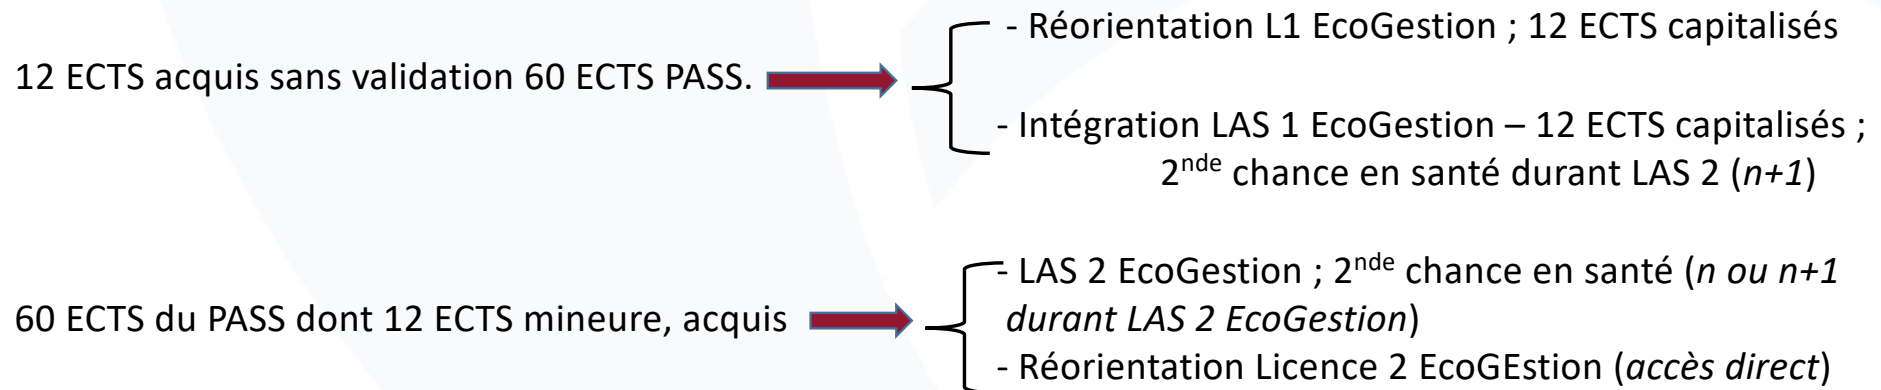 - Réorientation L1 EcoGestion ; 12 ECTS capitalisés
12 ECTS acquis sans validation 60 ECTS PASS.
- Intégration LAS 1 EcoGestion – 12 ECTS capitalisés ;
2nde chance en santé durant LAS 2 (n+1)
- LAS 2 EcoGestion ; 2nde chance en santé (n ou n+1
60 ECTS du PASS dont 12 ECTS mineure, acquis
durant LAS 2 EcoGestion)
- Réorientation Licence 2 EcoGEstion (accès direct)